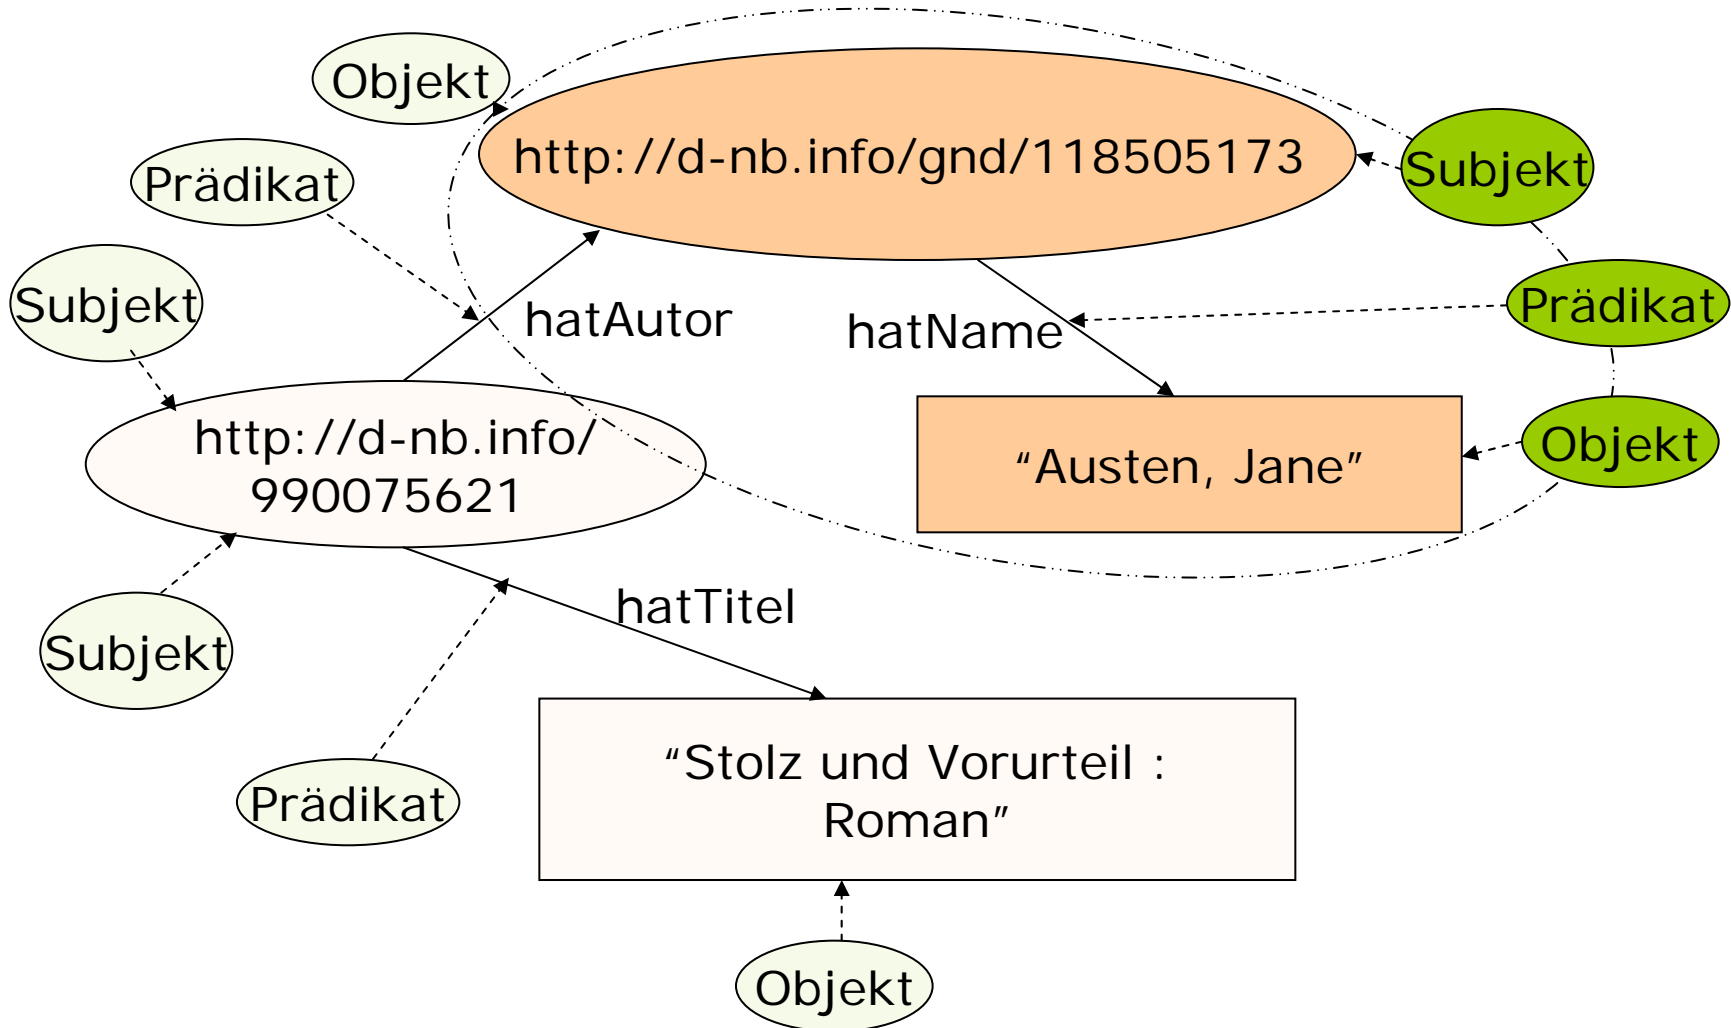 Objekt
http://d-nb.info/gnd/118505173
Subjekt
Prädikat
Subjekt
hatAutor
hatName
Prädikat
http://d-nb.info/
990075621
“Austen, Jane”
Objekt
hatTitel
Subjekt
Prädikat
“Stolz und Vorurteil :
Roman”
Objekt